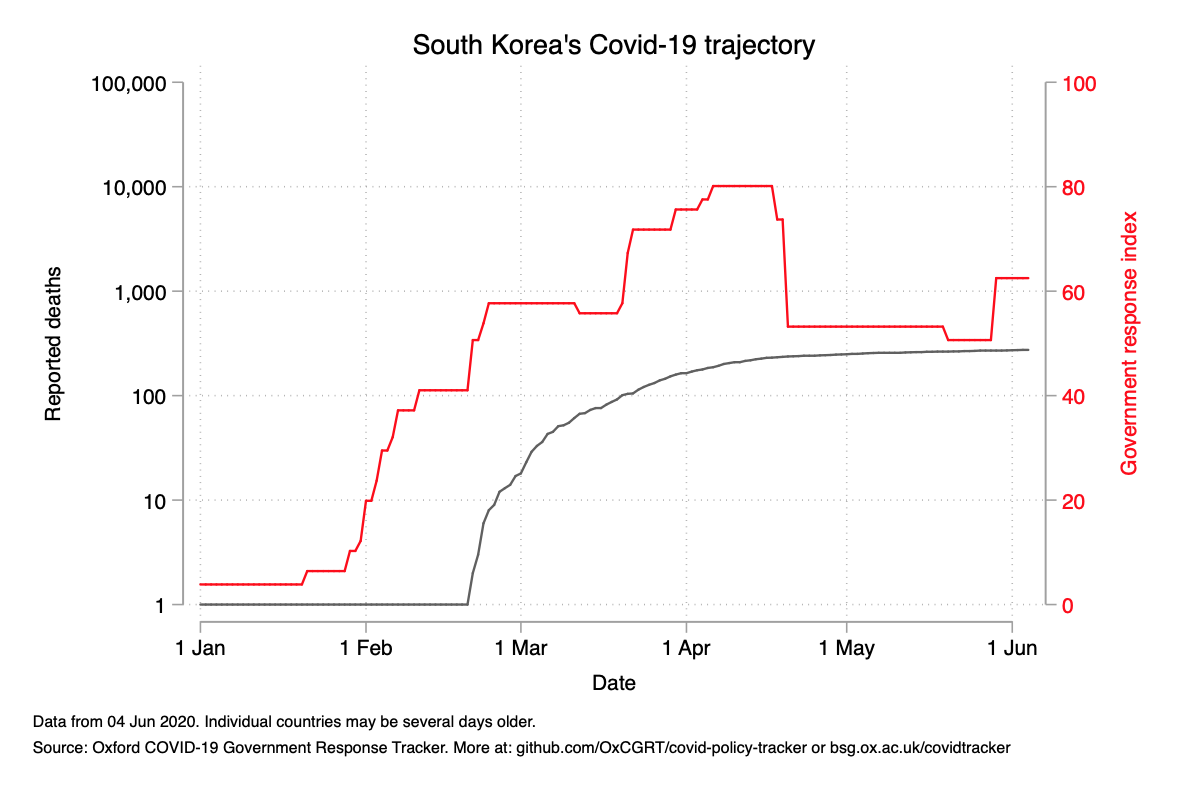 South Korea's Covid-19 trajectory
100,000
10,000
1,000
100
10
1
Reported deaths
100
80
60
40
20
0
Government response index
1 Jan
1 Feb
1 Mar
1 Apr
1 May
1 Jun
Date
Data from 04 Jun 2020. Individual countries may be several days older.
Source: Oxford COVID-19 Government Response Tracker. More at: github.com/OxCGRT/covid-policy-tracker or bsg.ox.ac.uk/covidtracker